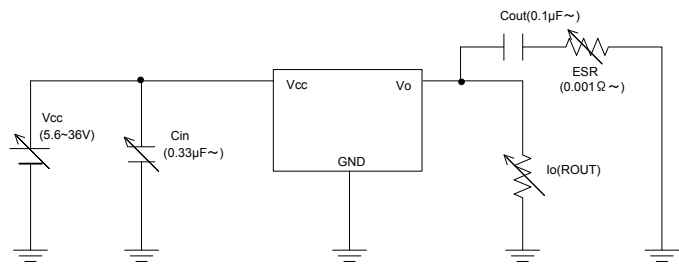 Cout(0.1µF～)
ESR
(0.001Ω～)
Vcc
Vo
GND
Vcc
(5.6~36V)
Cin
(0.33µF～)
Io(ROUT)